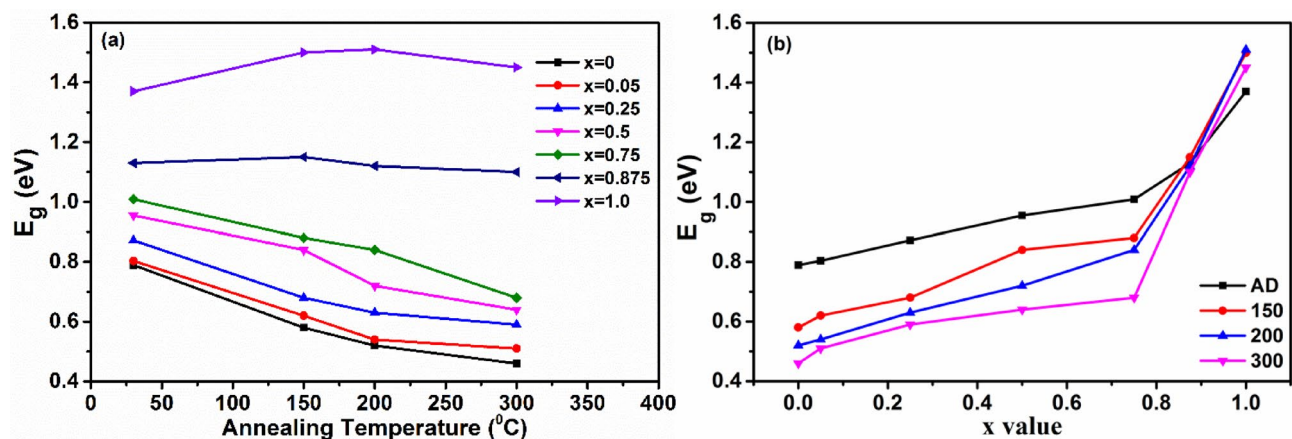 (a)
1.6
1.4
1.2
1.0
0.8
0.6
0.4
E_g (eV)
0 50 100 150 200 250 300 350 400
Annealing Temperature (⁰C)
x=0
x=0.05
x=0.25
x=0.5
x=0.75
x=0.875
x=1.0
(b)
1.6
1.4
1.2
1.0
0.8
0.6
0.4
E_g (eV)
0.0 0.2 0.4 0.6 0.8 1.0
x value
AD
150
200
300